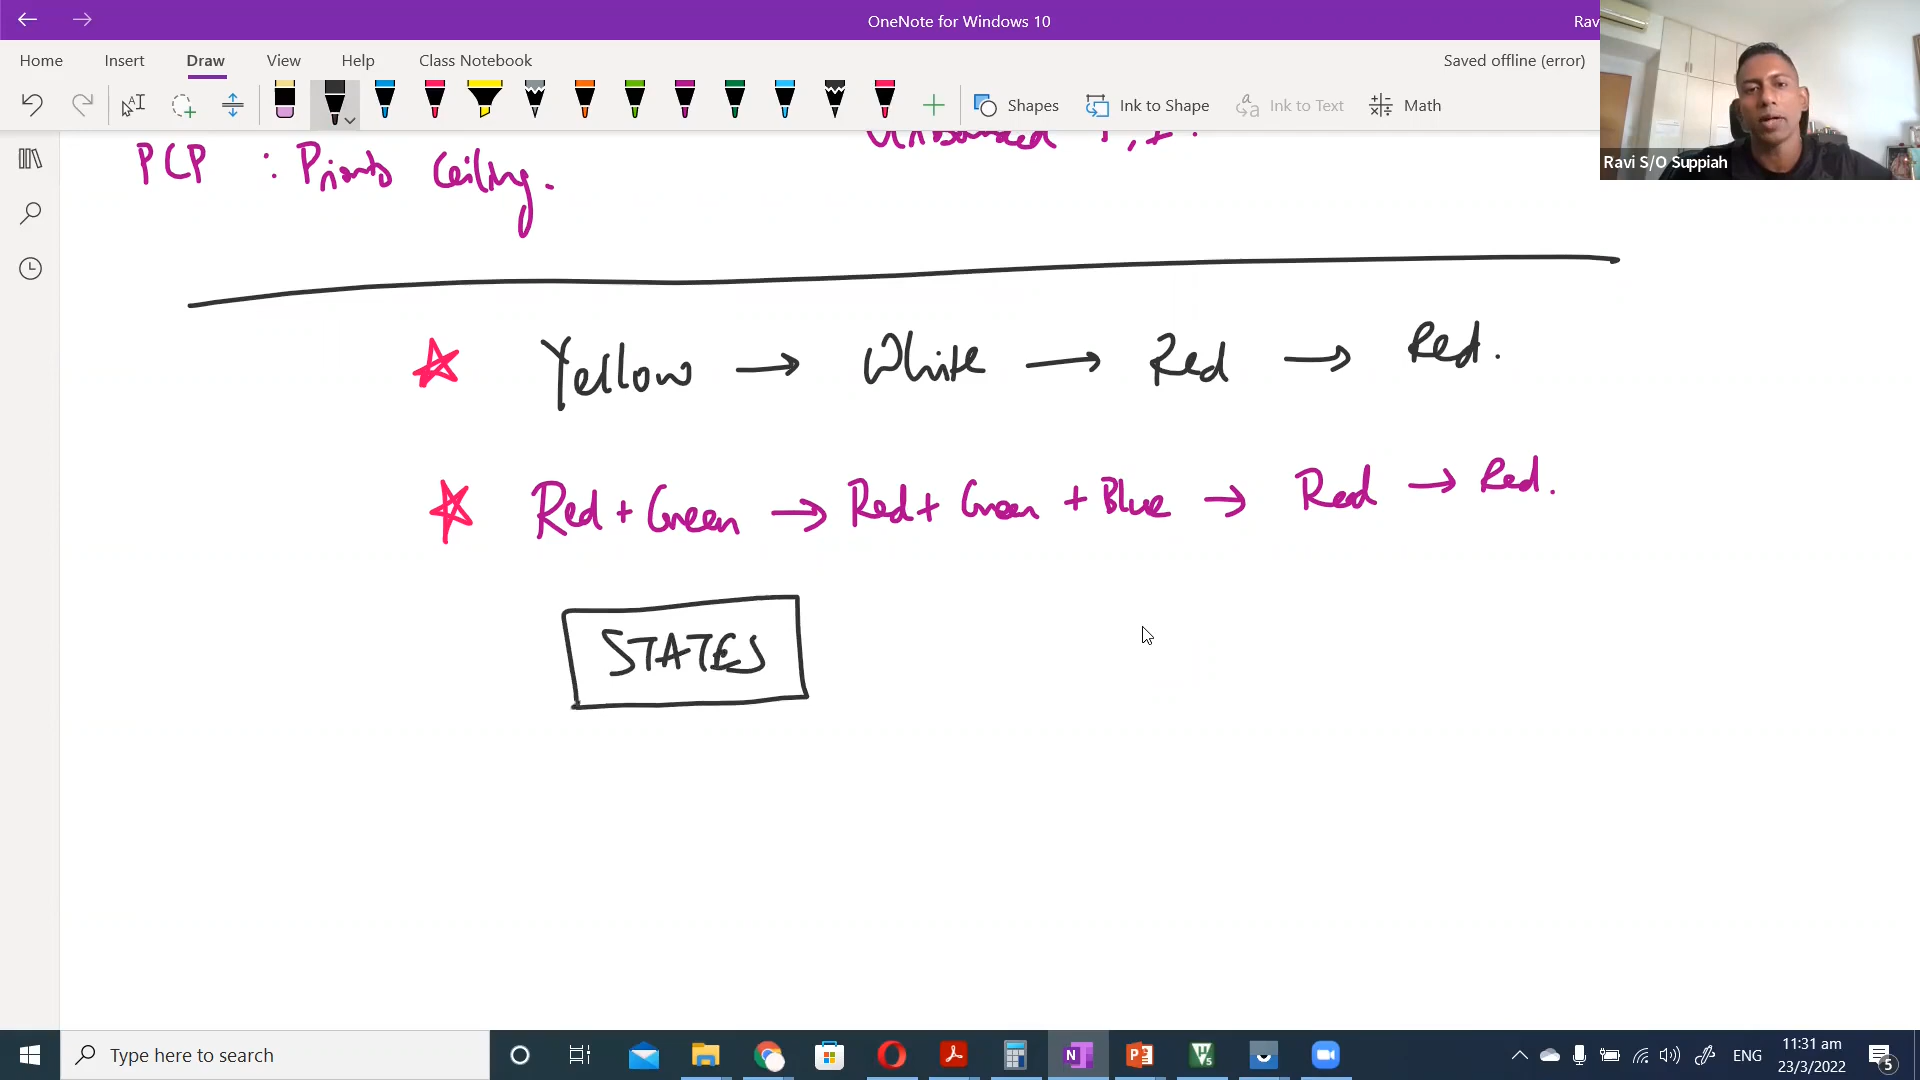 OneNote for Windows 10
Rav
Home Insert Draw View Help Class Notebook
Saved offline (error)
Shapes Ink to Shape Ink to Text Math
Ravi S/O Suppiah
PCP : Ceiling.
Yellow → White → Red → Red.
Red + Green → Red + Green + Blue → Red → Red.
STATES
Type here to search
ENG
11:31 am
23/3/2022
5